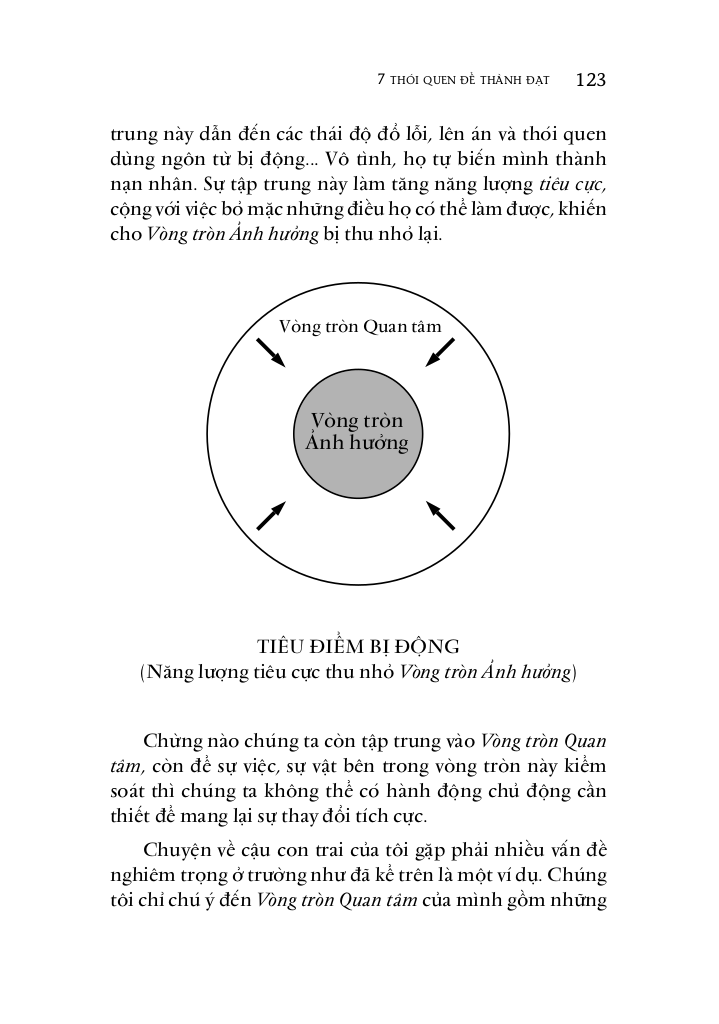 7 THÓI QUEN ĐỂ THÀNH ĐẠT 123
trung này dẫn đến các thái độ đổ lỗi, lên án và thói quen
dùng ngôn từ bị động... Vô tình, họ tự biến mình thành
nạn nhân. Sự tập trung này làm tăng năng lượng tiêu cực,
cộng với việc bỏ mặc những điều họ có thể làm được, khiến
cho Vòng tròn Ảnh hưởng bị thu nhỏ lại.
Vòng tròn Quan tâm
Vòng tròn
Ảnh hưởng
TIÊU ĐIỂM BỊ ĐỘNG
(Năng lượng tiêu cực thu nhỏ Vòng tròn Ảnh hưởng)
Chừng nào chúng ta còn tập trung vào Vòng tròn Quan
tâm, còn để sự việc, sự vật bên trong vòng tròn này kiểm
soát thì chúng ta không thể có hành động chủ động cần
thiết để mang lại sự thay đổi tích cực.
Chuyện về cậu con trai của tôi gặp phải nhiều vấn đề
nghiêm trọng ở trường như đã kể trên là một ví dụ. Chúng
tôi chỉ chú ý đến Vòng tròn Quan tâm của mình gồm những